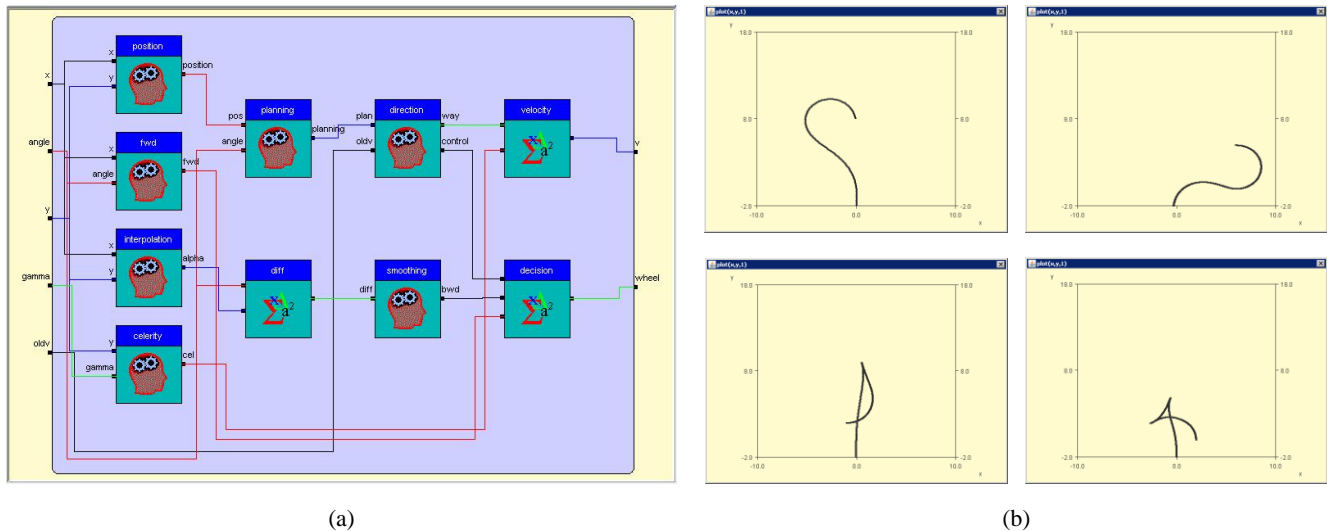 position
x
y
position
fwd
x
angle
fwd
interpolation
x
y
alpha
celerity
y
gamma
cel
x
angle
y
gamma
oldv
planning
pos
angle
planning
direction
plan
oldv
way
control
velocity
x
Σ a²
diff
x
Σ a²
smoothing
diff
bwd
decision
x
Σ a²
v
wheel
(a)
plot(x,y,1)
Y
18.0
18.0
8.0
8.0
-2.0
-2.0
-10.0
0.0
10.0
x
plot(x,y,1)
Y
18.0
18.0
8.0
8.0
-2.0
-2.0
-10.0
0.0
10.0
x
plot(x,y,1)
Y
18.0
18.0
8.0
8.0
-2.0
-2.0
-10.0
0.0
10.0
x
plot(x,y,1)
Y
18.0
18.0
8.0
8.0
-2.0
-2.0
-10.0
0.0
10.0
x
(b)